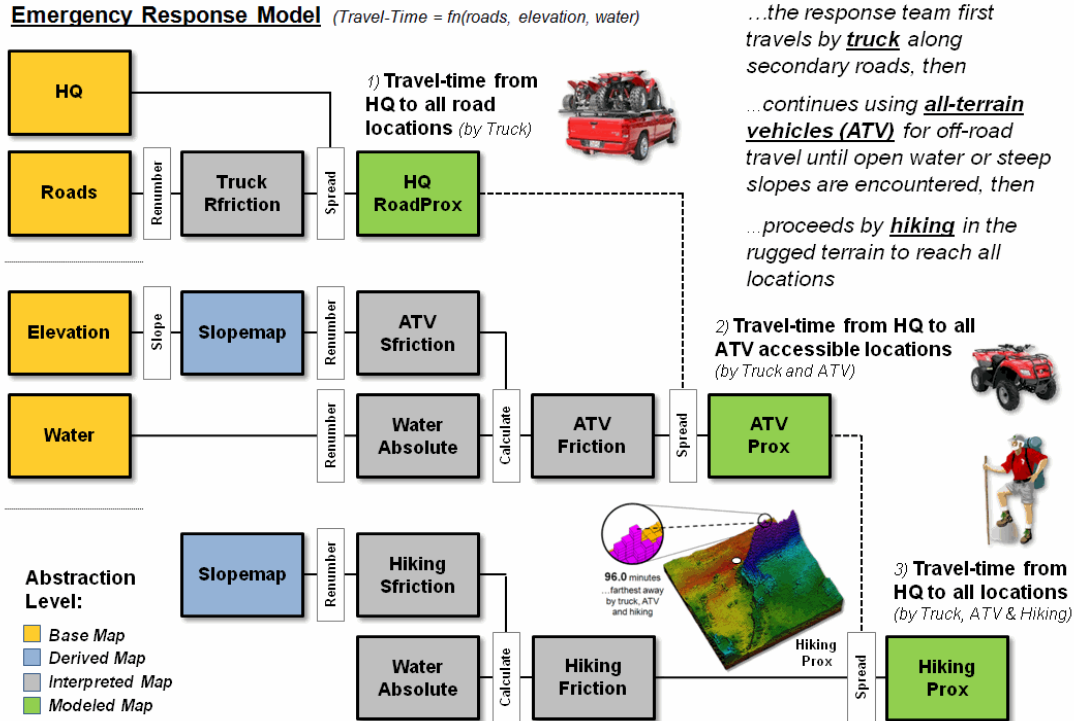 Emergency Response Model (Travel-Time = fn(roads, elevation, water)
…the response team first
travels by truck along
secondary roads, then
…continues using all-terrain
vehicles (ATV) for off-road
travel until open water or steep
slopes are encountered, then
…proceeds by hiking in the
rugged terrain to reach all
locations
HQ
1) Travel-time from
HQ to all road
locations (by Truck)
Roads
Renumber
Truck
Rfriction
Spread
HQ
RoadProx
Elevation
Slope
Slopemap
Renumber
ATV
Sfriction
2) Travel-time from HQ to all
ATV accessible locations
(by Truck and ATV)
Water
Renumber
Water
Absolute
Calculate
ATV
Friction
Spread
ATV
Prox
Slopemap
Renumber
Hiking
Sfriction
96.0 minutes
…farthest away
by truck, ATV
and hiking
Hiking
Prox
3) Travel-time from
HQ to all locations
(by Truck, ATV & Hiking)
Water
Absolute
Calculate
Hiking
Friction
Spread
Hiking
Prox
Abstraction
Level:
Base Map
Derived Map
Interpreted Map
Modeled Map